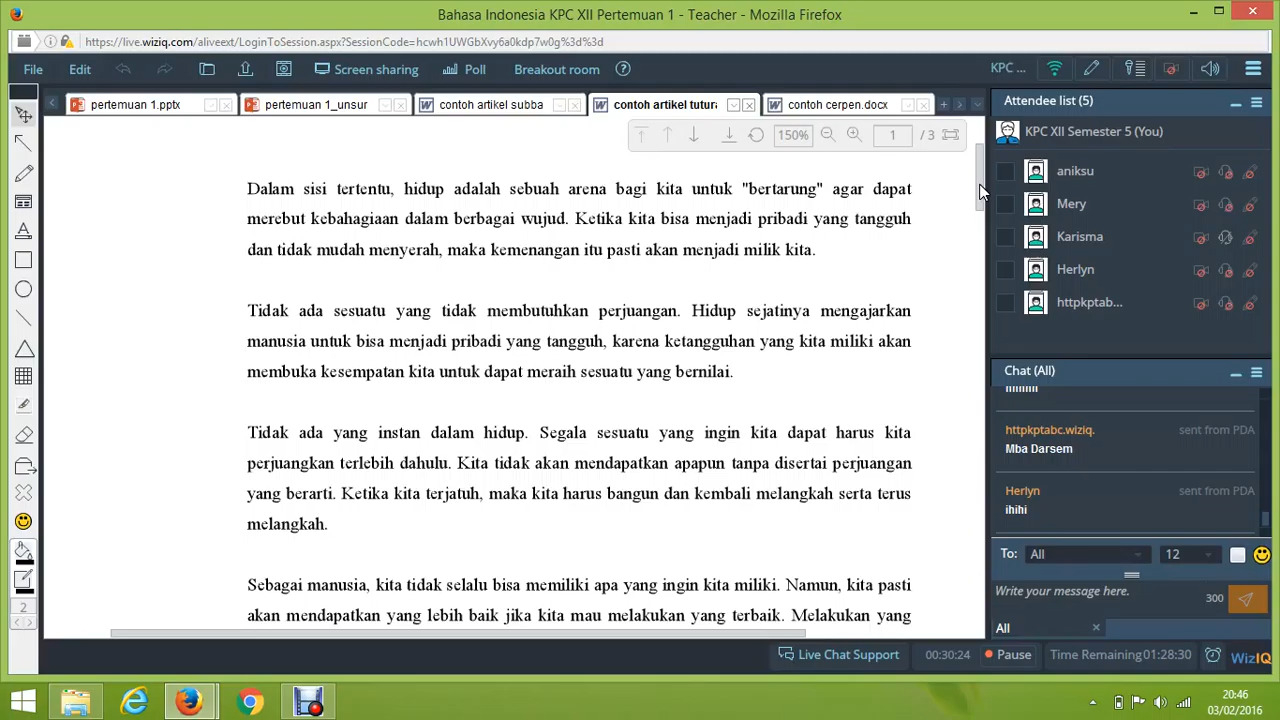 Bahasa Indonesia KPC XII Pertemuan 1 - Teacher - Mozilla Firefox
https://live.wiziq.com/aliveext/LoginToSession.aspx?SessionCode=hcwh1UWGbXvy6a0kdp7w0g%3d%3d
File Edit Screen sharing Poll Breakout room KPC ...
pertemuan 1.pptx
pertemuan 1_unsur
contoh artikel subba
contoh artikel tutura
contoh cerpen.docx
150% 1 / 3
Dalam sisi tertentu, hidup adalah sebuah arena bagi kita untuk "bertarung" agar dapat
merebut kebahagiaan dalam berbagai wujud. Ketika kita bisa menjadi pribadi yang tangguh
dan tidak mudah menyerah, maka kemenangan itu pasti akan menjadi milik kita.
Tidak ada sesuatu yang tidak membutuhkan perjuangan. Hidup sejatinya mengajarkan
manusia untuk bisa menjadi pribadi yang tangguh, karena ketangguhan yang kita miliki akan
membuka kesempatan kita untuk dapat meraih sesuatu yang bernilai.
Tidak ada yang instan dalam hidup. Segala sesuatu yang ingin kita dapat harus kita
perjuangkan terlebih dahulu. Kita tidak akan mendapatkan apapun tanpa disertai perjuangan
yang berarti. Ketika kita terjatuh, maka kita harus bangun dan kembali melangkah serta terus
melangkah.
Sebagai manusia, kita tidak selalu bisa memiliki apa yang ingin kita miliki. Namun, kita pasti
akan mendapatkan yang lebih baik jika kita mau melakukan yang terbaik. Melakukan yang
2
Attendee list (5)
KPC XII Semester 5 (You)
aniksu
Mery
Karisma
Herlyn
httpkptab...
Chat (All)
httpkptabc.wiziq. sent from PDA
Mba Darsem
Herlyn sent from PDA
ihihi
To: All 12
Write your message here. 300
All
Live Chat Support 00:30:24 Pause Time Remaining 01:28:30 WizIQ
20:46
03/02/2016